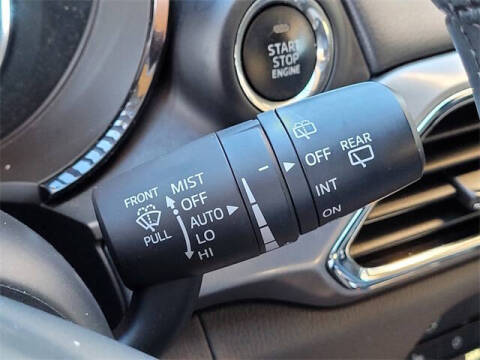 START
STOP
ENGINE
FRONT
PULL
MIST
OFF
AUTO
LO
HI
OFF
INT
ON
REAR